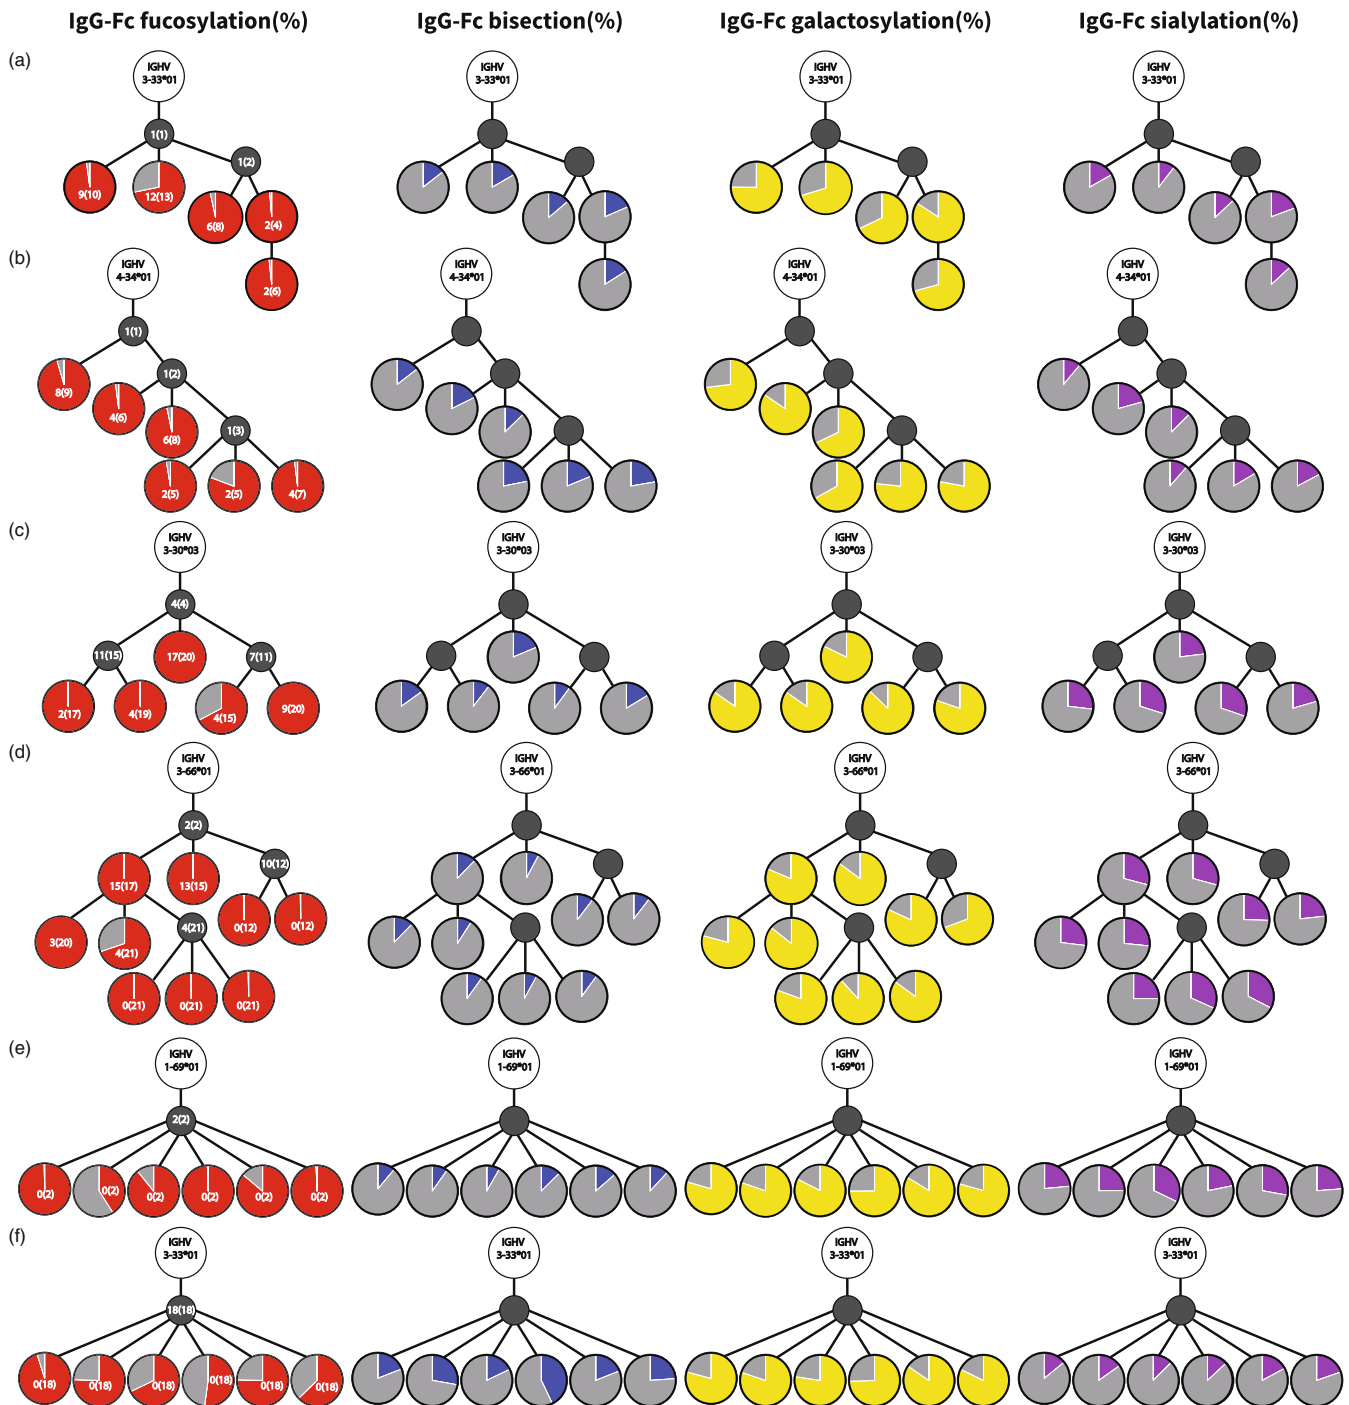 IgG-Fc fucosylation(%) IgG-Fc bisection(%) IgG-Fc galactosylation(%) IgG-Fc sialylation(%)
(a)
IGHV IGHV IGHV IGHV
3-33*01 3-33*01 3-33*01 3-33*01
1(1)
1(2)
9(10) 12(13)
6(8) 2(4)
2(6)
(b)
IGHV IGHV IGHV IGHV
4-34*01 4-34*01 4-34*01 4-34*01
1(1)
1(2)
8(9)
4(6)
6(8) 1(3)
2(5) 2(5) 4(7)
(c)
IGHV IGHV IGHV IGHV
3-30*03 3-30*03 3-30*03 3-30*03
4(4)
11(15) 17(20) 7(11)
2(17) 4(19) 4(15) 9(20)
(d)
IGHV IGHV IGHV IGHV
3-66*01 3-66*01 3-66*01 3-66*01
2(2)
15(17) 13(15) 10(12)
0(12) 0(12)
3(20) 4(21) 4(21)
0(21) 0(21) 0(21)
(e)
IGHV IGHV IGHV IGHV
1-69*01 1-69*01 1-69*01 1-69*01
2(2)
0(2) 0(2) 0(2) 0(2) 0(2) 0(2)
(f)
IGHV IGHV IGHV IGHV
3-33*01 3-33*01 3-33*01 3-33*01
18(18)
0(18) 0(18) 0(18) 0(18) 0(18) 0(18)